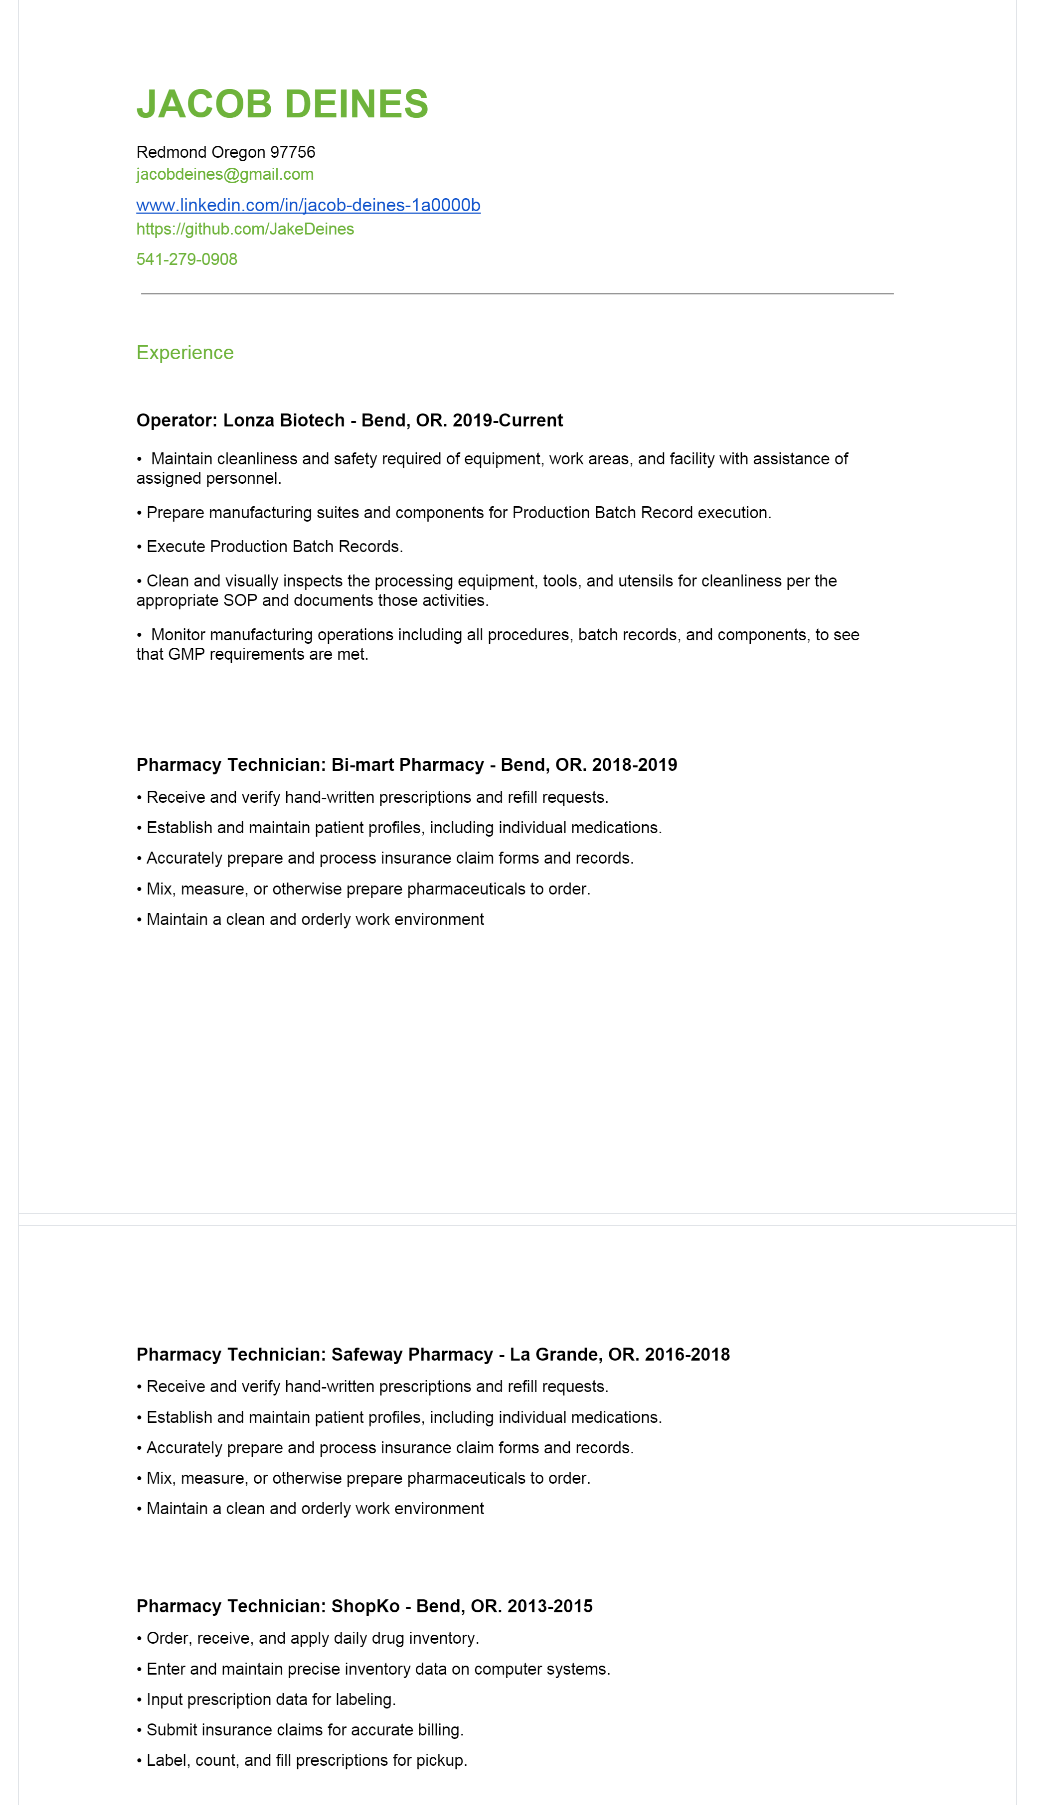 JACOB DEINES
Redmond Oregon 97756
jacobdeines@gmail.com
www.linkedin.com/in/jacob-deines-1a0000b
https://github.com/JakeDeines
541-279-0908
Experience
Operator: Lonza Biotech - Bend, OR. 2019-Current
•  Maintain cleanliness and safety required of equipment, work areas, and facility with assistance of
assigned personnel.
• Prepare manufacturing suites and components for Production Batch Record execution.
• Execute Production Batch Records.
• Clean and visually inspects the processing equipment, tools, and utensils for cleanliness per the
appropriate SOP and documents those activities.
•  Monitor manufacturing operations including all procedures, batch records, and components, to see
that GMP requirements are met.
Pharmacy Technician: Bi-mart Pharmacy - Bend, OR. 2018-2019
• Receive and verify hand-written prescriptions and refill requests.
• Establish and maintain patient profiles, including individual medications.
• Accurately prepare and process insurance claim forms and records.
• Mix, measure, or otherwise prepare pharmaceuticals to order.
• Maintain a clean and orderly work environment
Pharmacy Technician: Safeway Pharmacy - La Grande, OR. 2016-2018
• Receive and verify hand-written prescriptions and refill requests.
• Establish and maintain patient profiles, including individual medications.
• Accurately prepare and process insurance claim forms and records.
• Mix, measure, or otherwise prepare pharmaceuticals to order.
• Maintain a clean and orderly work environment
Pharmacy Technician: ShopKo - Bend, OR. 2013-2015
• Order, receive, and apply daily drug inventory.
• Enter and maintain precise inventory data on computer systems.
• Input prescription data for labeling.
• Submit insurance claims for accurate billing.
• Label, count, and fill prescriptions for pickup.